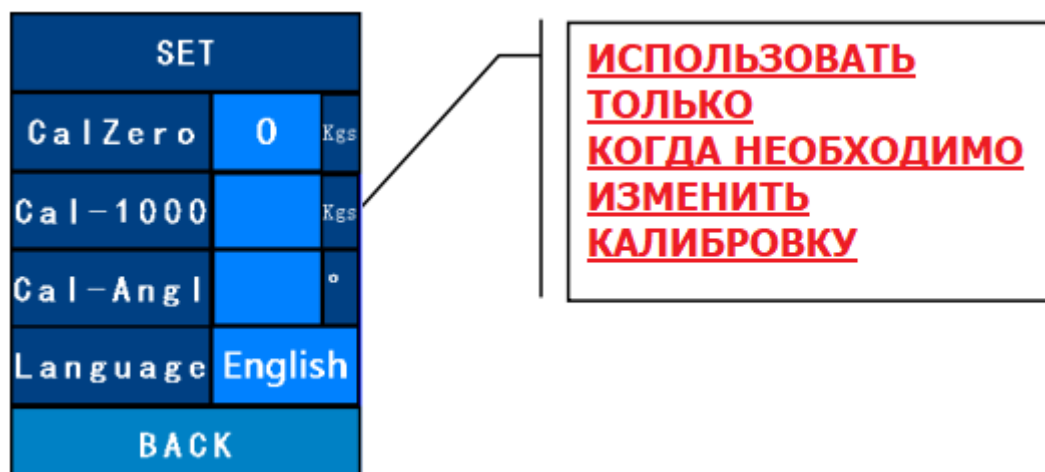 SET
CalZero 0 Kgs
Cal-1000 Kgs
Cal-Angl °
Language English
BACK
ИСПОЛЬЗОВАТЬ
ТОЛЬКО
КОГДА НЕОБХОДИМО
ИЗМЕНИТЬ
КАЛИБРОВКУ